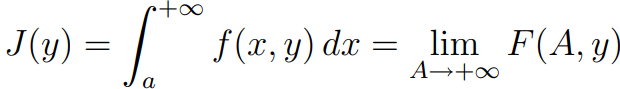 J(y) = ∫_a^{+∞} f(x, y) dx = lim_{A→+∞} F(A, y)